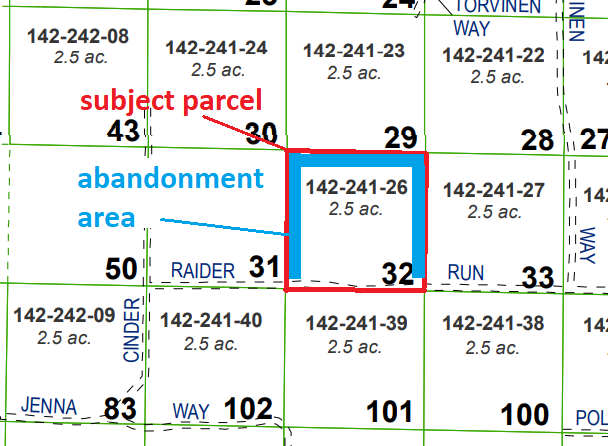 TORVINEN
WAY
INEN
142-242-08
2.5 ac.
142-241-24
2.5 ac.
142-241-23
2.5 ac.
142-241-22
2.5 ac.
subject parcel
43
30
29
28
27
abandonment
area
142-241-26
2.5 ac.
142-241-27
2.5 ac.
WAY
50
RAIDER
31
32
RUN
33
142-242-09
2.5 ac.
CINDER
142-241-40
2.5 ac.
142-241-39
2.5 ac.
142-241-38
2.5 ac.
JENNA
83
WAY
102
101
100
POL